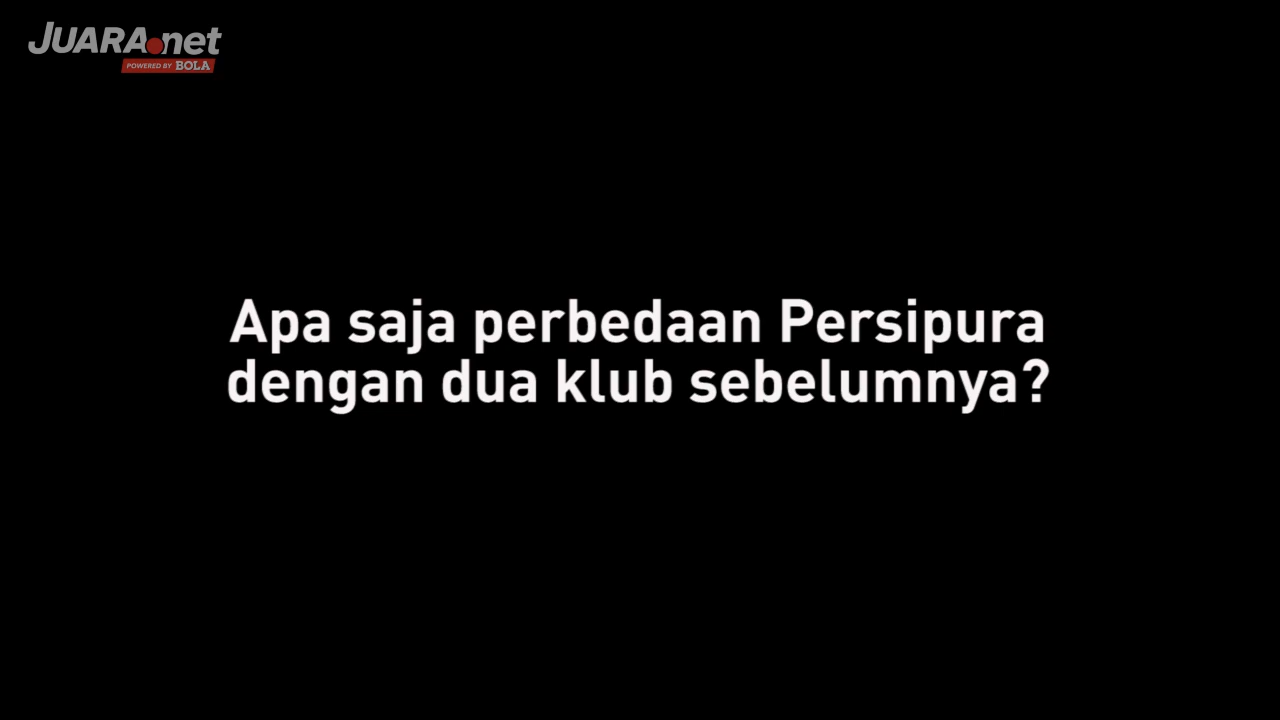 JUARA.net
POWERED BY BOLA
Apa saja perbedaan Persipura
dengan dua klub sebelumnya?